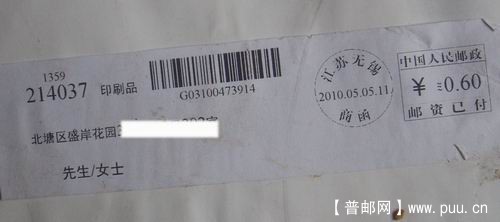 1359
214037 印刷品
G03100473914
北塘区盛岸花园
先生/女士
江苏无锡
2010.05.05.11
商函
中国人民邮政
¥ 0.60
邮资已付
【普邮网】www.puu.cn